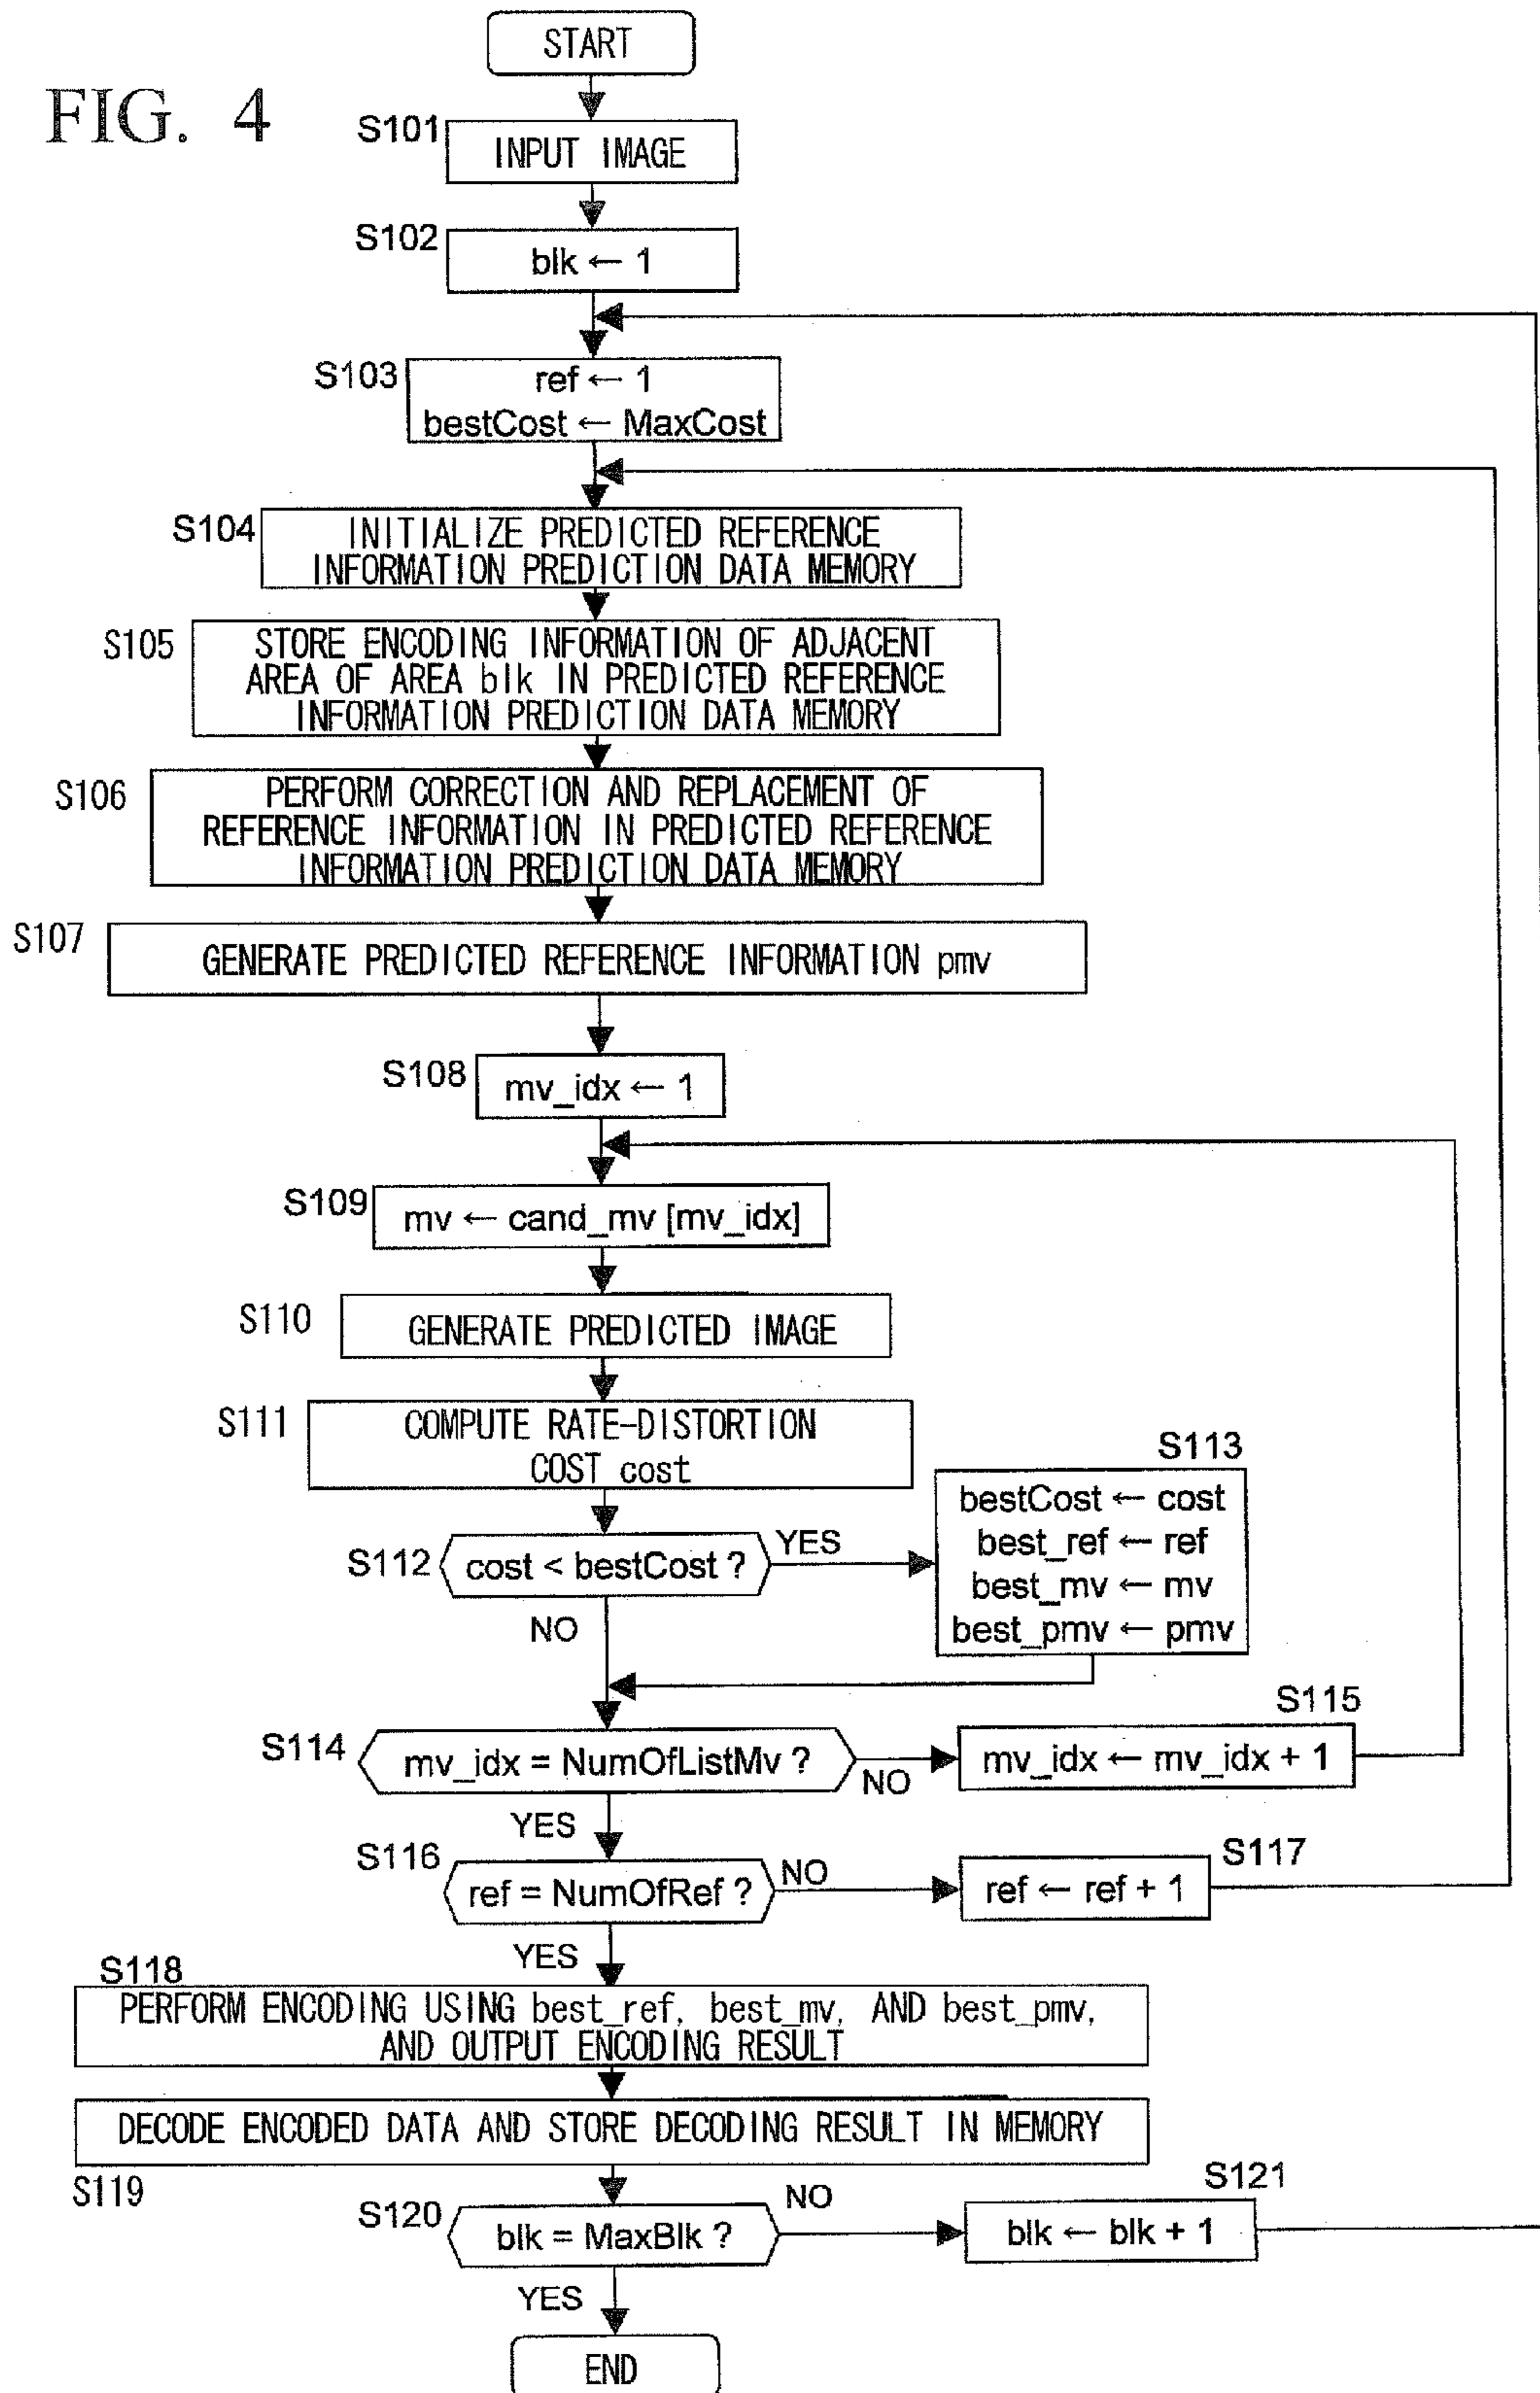 START
FIG. 4
S101
INPUT IMAGE
S102
blk ← 1
S103
ref ← 1
bestCost ← MaxCost
S104
INITIALIZE PREDICTED REFERENCE
INFORMATION PREDICTION DATA MEMORY
S105
STORE ENCODING INFORMATION OF ADJACENT
AREA OF AREA blk IN PREDICTED REFERENCE
INFORMATION PREDICTION DATA MEMORY
S106
PERFORM CORRECTION AND REPLACEMENT OF
REFERENCE INFORMATION IN PREDICTED REFERENCE
INFORMATION PREDICTION DATA MEMORY
S107
GENERATE PREDICTED REFERENCE INFORMATION pmv
S108
mv_idx ← 1
S109
mv ← cand_mv [mv_idx]
S110
GENERATE PREDICTED IMAGE
S111
COMPUTE RATE-DISTORTION
COST cost
S112
cost < bestCost ?
YES
NO
S113
bestCost ← cost
best_ref ← ref
best_mv ← mv
best_pmv ← pmv
S114
mv_idx = NumOfListMv ?
NO
YES
S115
mv_idx ← mv_idx + 1
S116
ref = NumOfRef ?
NO
YES
S117
ref ← ref + 1
S118
PERFORM ENCODING USING best_ref, best_mv, AND best_pmv,
AND OUTPUT ENCODING RESULT
DECODE ENCODED DATA AND STORE DECODING RESULT IN MEMORY
S119
S120
blk = MaxBlk ?
NO
YES
S121
blk ← blk + 1
END